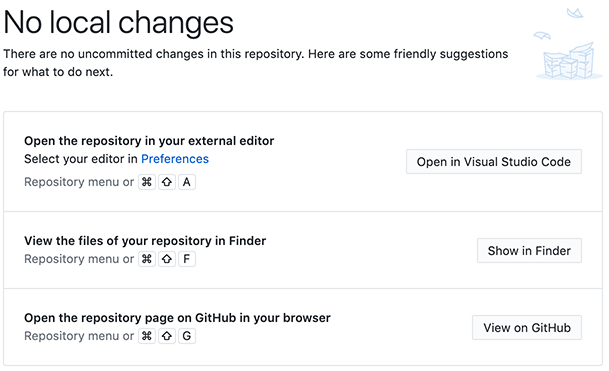 No local changes
There are no uncommitted changes in this repository. Here are some friendly suggestions
for what to do next.
Open the repository in your external editor
Select your editor in Preferences
Repository menu or ⌘ ⇧ A
Open in Visual Studio Code
View the files of your repository in Finder
Repository menu or ⌘ ⇧ F
Show in Finder
Open the repository page on GitHub in your browser
Repository menu or ⌘ ⇧ G
View on GitHub